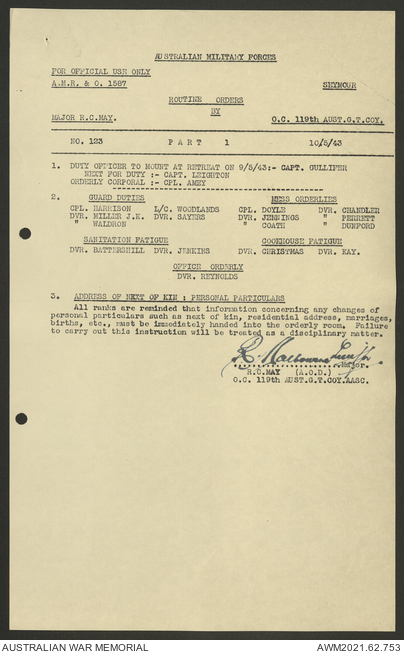 AUSTRALIAN MILITARY FORCES
FOR OFFICIAL USE ONLY
A.M.R. & O. 1587 SEYMOUR
ROUTINE ORDERS
BY
MAJOR R.C.MAY. O.C. 119th AUST.G.T.COY.
NO. 123 PART 1 10/5/43
1. DUTY OFFICER TO MOUNT AT RETREAT ON 9/5/43:- CAPT. GULLIFER
NEXT FOR DUTY :- CAPT. LEIGHTON
ORDERLY CORPORAL :- CPL. AMEY
2. GUARD DUTIES MESS ORDERLIES
CPL. HARRISON L/C. WOODLANDS CPL. DOYLE DVR. CHANDLER
DVR. MILLER J.K. DVR. SAYERS DVR. JENNINGS " PERRETT
" WALDRON " COATH " DUNFORD
SANITATION FATIGUE COOKHOUSE FATIGUE
DVR. BATTERSHILL DVR. JENKINS DVR. CHRISTMAS DVR. KAY.
OFFICE ORDERLY
DVR. REYNOLDS
3. ADDRESS OF NEXT OF KIN ; PERSONAL PARTICULARS
All ranks are reminded that information concerning any changes of
personal particulars such as next of kin, residential address, marriages,
births, etc., must be immediately handed into the orderly room. Failure
to carry out this instruction will be treated as a disciplinary matter.
Major.
R.C.MAY (A.O.D.)
O.C. 119th AUST.G.T.COY.AASC.
AUSTRALIAN WAR MEMORIAL AWM2021.62.753